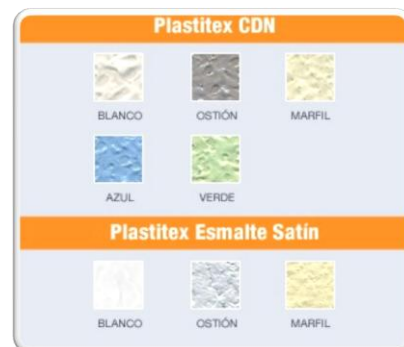 Plastitex CDN
BLANCO OSTIÓN MARFIL
AZUL VERDE
Plastitex Esmalte Satín
BLANCO OSTIÓN MARFIL